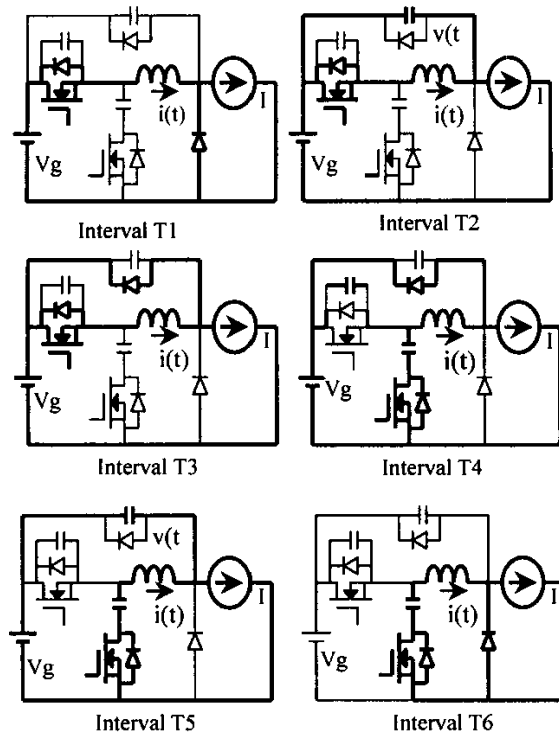 v(t
I
I
i(t)
i(t)
Vg
Vg
Interval T1
Interval T2
I
I
i(t)
i(t)
Vg
Vg
Interval T3
Interval T4
v(t
I
I
i(t)
i(t)
Vg
Vg
Interval T5
Interval T6